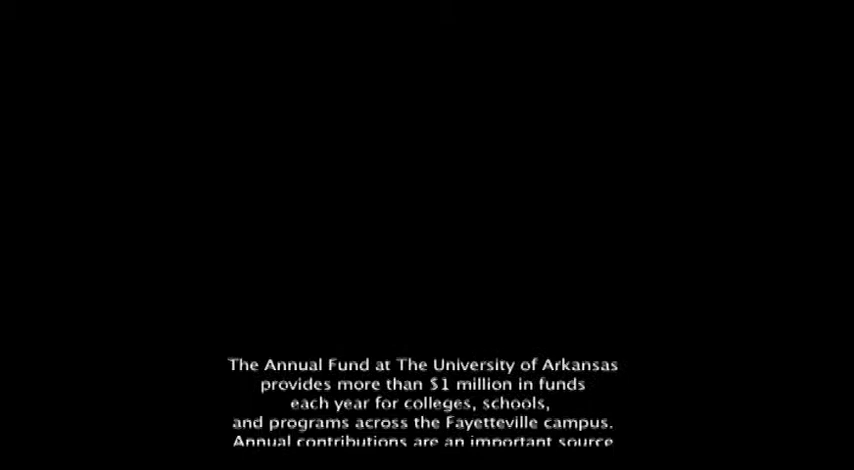 The Annual Fund at The University of Arkansas
provides more than $1 million in funds
each year for colleges, schools,
and programs across the Fayetteville campus.
Annual contributions are an important source